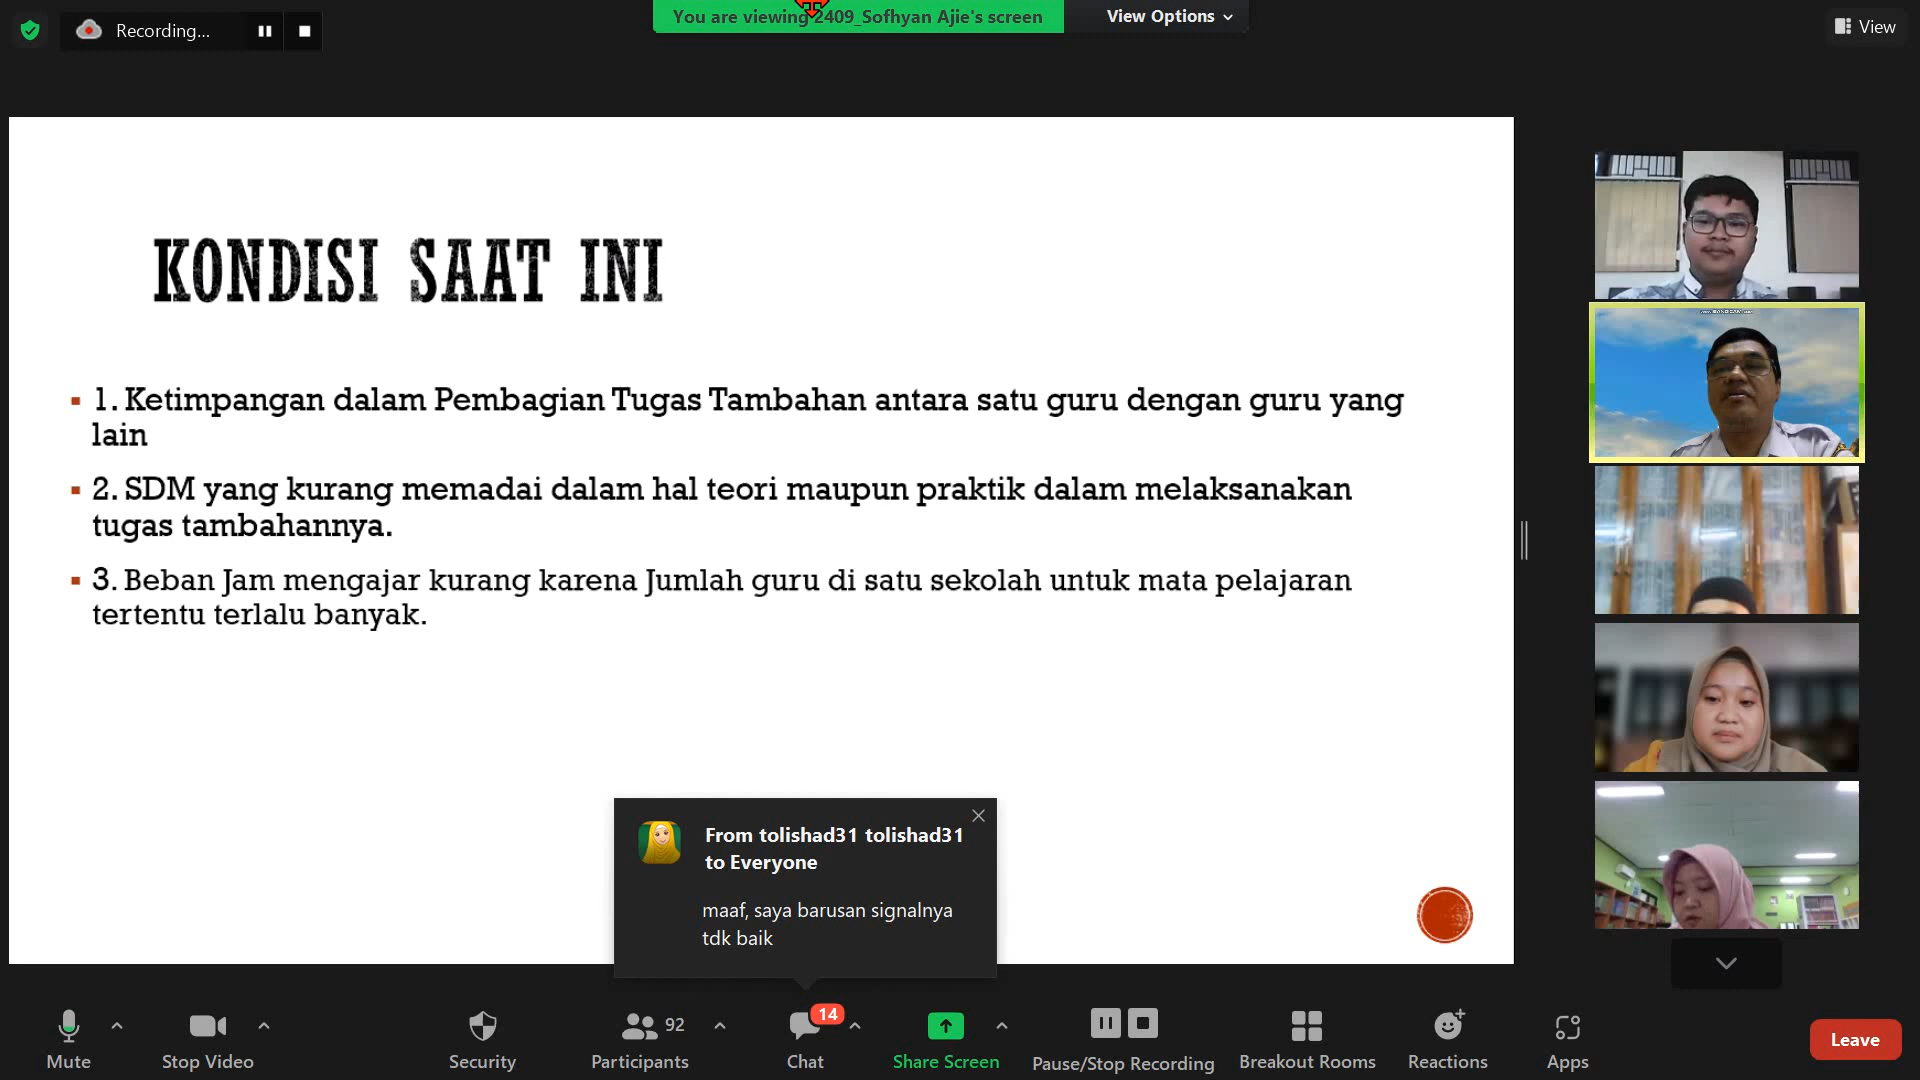 Recording...
You are viewing 2409_Sofhyan Ajie's screen
View Options
View
KONDISI SAAT INI
1. Ketimpangan dalam Pembagian Tugas Tambahan antara satu guru dengan guru yang
lain
2. SDM yang kurang memadai dalam hal teori maupun praktik dalam melaksanakan
tugas tambahannya.
3. Beban Jam mengajar kurang karena Jumlah guru di satu sekolah untuk mata pelajaran
tertentu terlalu banyak.
From tolishad31 tolishad31
to Everyone
maaf, saya barusan signalnya
tdk baik
Mute
Stop Video
Security
92
Participants
14
Chat
Share Screen
Pause/Stop Recording
Breakout Rooms
Reactions
Apps
Leave